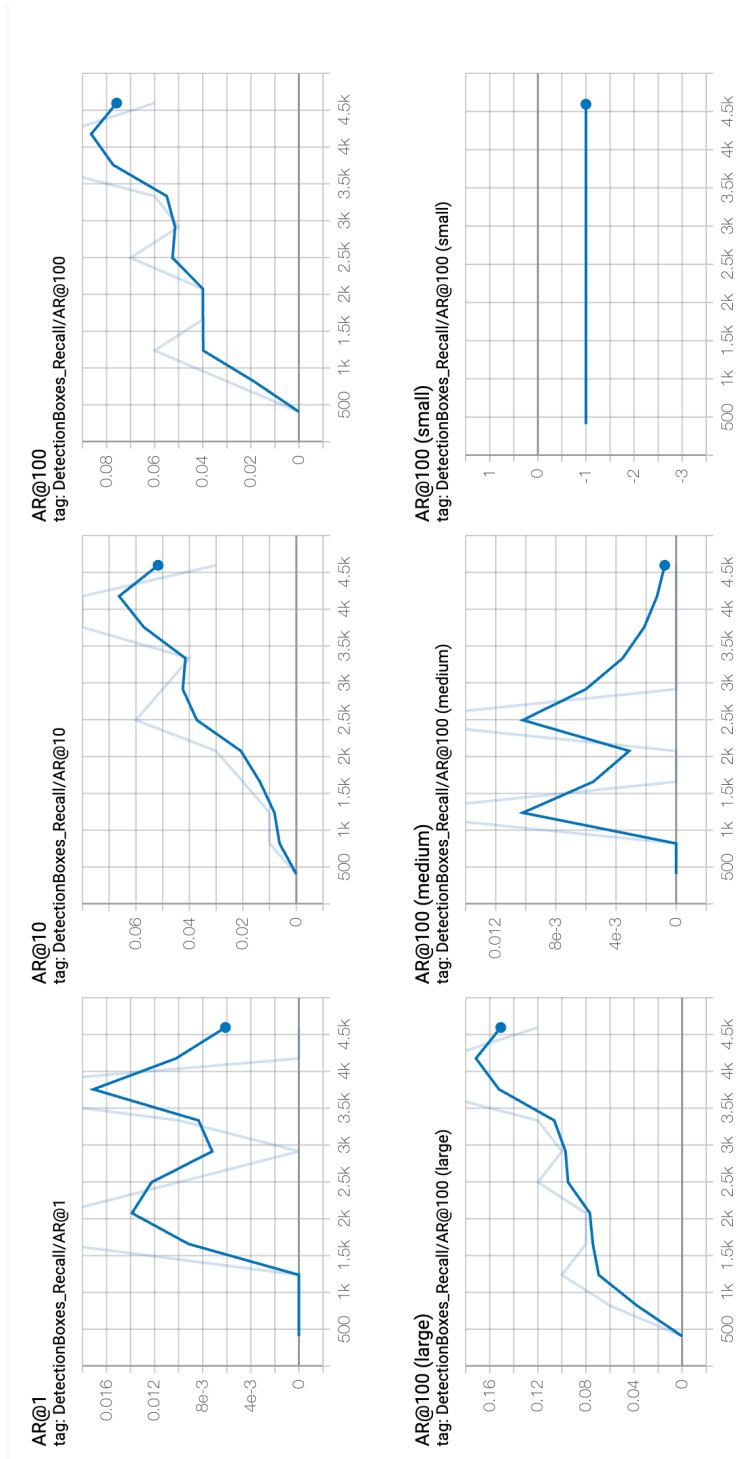 AR@1
tag: DetectionBoxes_Recall/AR@1
0.016
0.012
8e-3
4e-3
0
500
1k
1.5k
2k
2.5k
3k
3.5k
4k
4.5k
AR@10
tag: DetectionBoxes_Recall/AR@10
0.06
0.04
0.02
0
500
1k
1.5k
2k
2.5k
3k
3.5k
4k
4.5k
AR@100
tag: DetectionBoxes_Recall/AR@100
0.08
0.06
0.04
0.02
0
500
1k
1.5k
2k
2.5k
3k
3.5k
4k
4.5k
AR@100 (large)
tag: DetectionBoxes_Recall/AR@100 (large)
0.16
0.12
0.08
0.04
0
500
1k
1.5k
2k
2.5k
3k
3.5k
4k
4.5k
AR@100 (medium)
tag: DetectionBoxes_Recall/AR@100 (medium)
0.012
8e-3
4e-3
0
500
1k
1.5k
2k
2.5k
3k
3.5k
4k
4.5k
AR@100 (small)
tag: DetectionBoxes_Recall/AR@100 (small)
1
0
-1
-2
-3
500
1k
1.5k
2k
2.5k
3k
3.5k
4k
4.5k